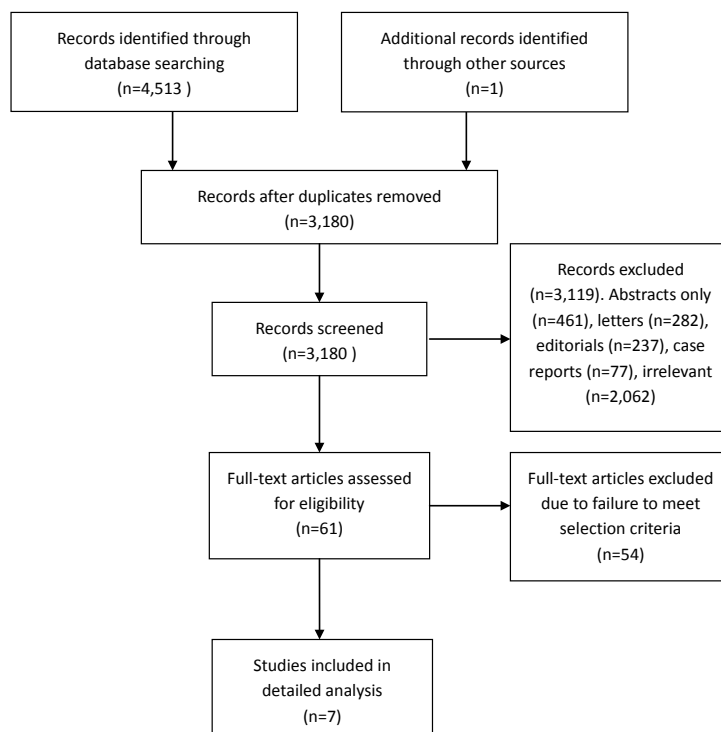 Records identified through
database searching
(n=4,513 )
Additional records identified
through other sources
(n=1)
Records after duplicates removed
(n=3,180)
Records excluded
(n=3,119). Abstracts only
(n=461), letters (n=282),
editorials (n=237), case
reports (n=77), irrelevant
(n=2,062)
Records screened
(n=3,180 )
Full-text articles assessed
for eligibility
(n=61)
Full-text articles excluded
due to failure to meet
selection criteria
(n=54)
Studies included in
detailed analysis
(n=7)